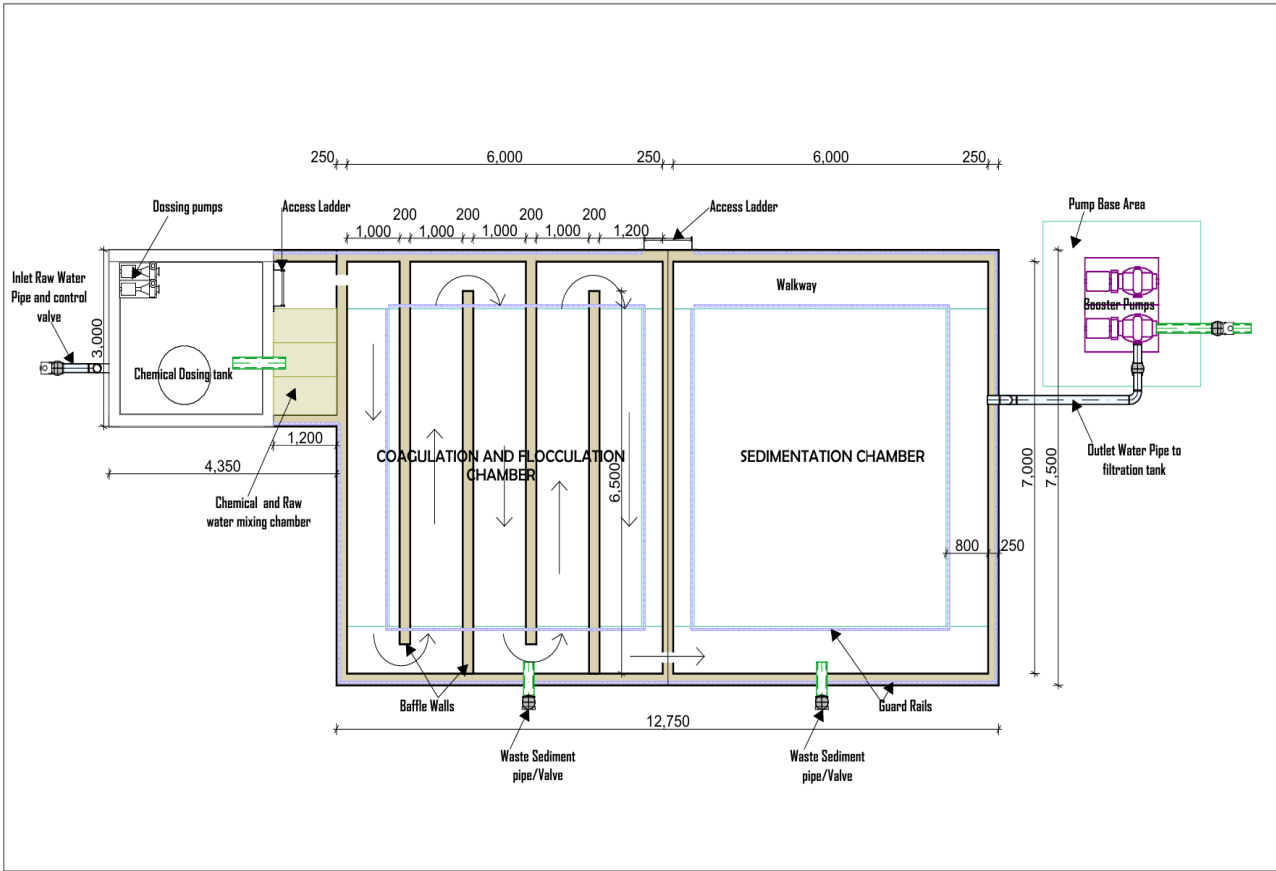 250
6,000
250
6,000
250
Dossing pumps
Access Ladder
200
200
200
200
1,000
1,000
1,000
1,000
1,200
Access Ladder
Pump Base Area
Inlet Raw Water
Pipe and control
valve
3,000
Walkway
Booster Pumps
Chemical Dosing tank
1,200
4,350
COAGULATION AND FLOCCULATION
CHAMBER
6,500
SEDIMENTATION CHAMBER
7,000
7,500
Outlet Water Pipe to
filtration tank
Chemical and Raw
water mixing chamber
800
250
Baffle Walls
Guard Rails
12,750
Waste Sediment
pipe/Valve
Waste Sediment
pipe/Valve